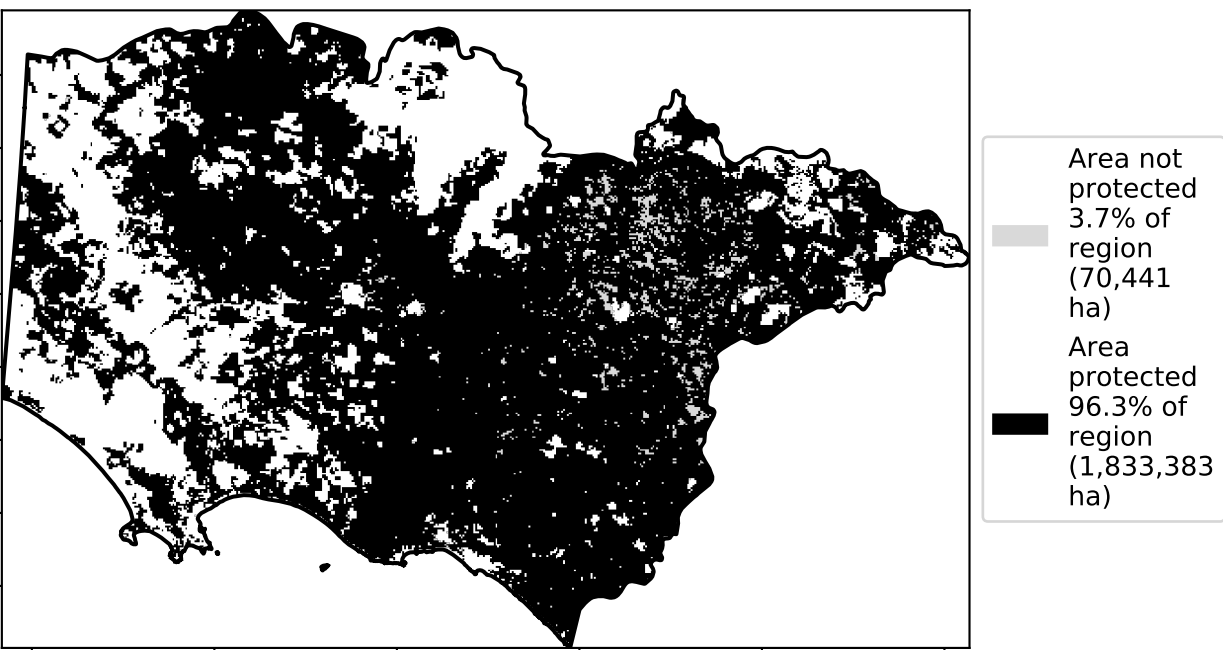 Area not
protected
3.7% of
region
(70,441
ha)
Area
protected
96.3% of
region
(1,833,383
ha)